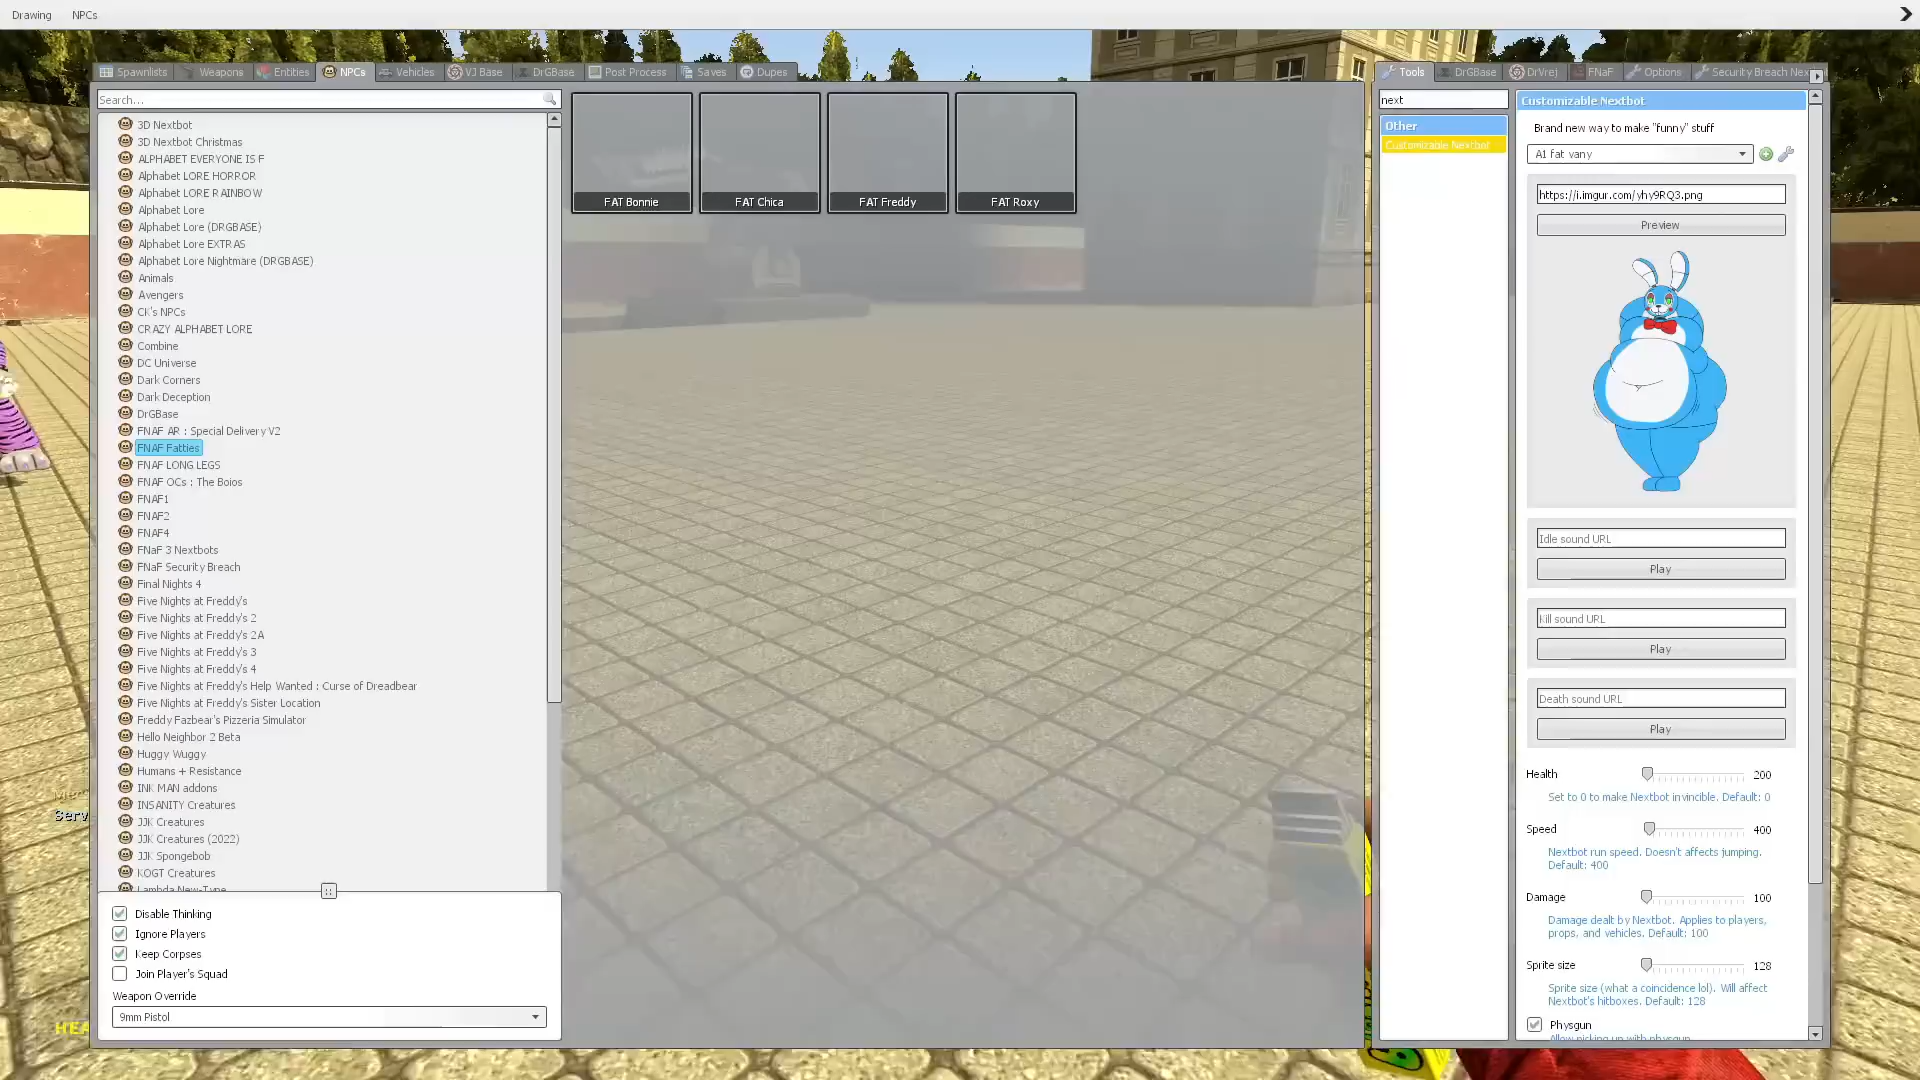 Drawing NPCs
Spawnlists Weapons Entities NPCs Vehicles VJ Base DrGBase Post Process Saves Dupes
Search...
3D Nextbot
3D Nextbot Christmas
ALPHABET EVERYONE IS F
Alphabet LORE HORROR
Alphabet LORE RAINBOW
Alphabet Lore
Alphabet Lore (DRGBASE)
Alphabet Lore EXTRAS
Alphabet Lore Nightmare (DRGBASE)
Animals
Avengers
CK's NPCs
CRAZY ALPHABET LORE
Combine
DC Universe
Dark Corners
Dark Deception
DrGBase
FNAF AR : Special Delivery V2
FNAF Fatties
FNAF LONG LEGS
FNAF OCs : The Boios
FNAF1
FNAF2
FNAF4
FNaF 3 Nextbots
FNaF Security Breach
Final Nights 4
Five Nights at Freddy's
Five Nights at Freddy's 2
Five Nights at Freddy's 2A
Five Nights at Freddy's 3
Five Nights at Freddy's 4
Five Nights at Freddy's Help Wanted : Curse of Dreadbear
Five Nights at Freddy's Sister Location
Freddy Fazbear's Pizzeria Simulator
Hello Neighbor 2 Beta
Huggy Wuggy
Humans + Resistance
INK MAN addons
INSANITY Creatures
JJK Creatures
JJK Creatures (2022)
JJK Spongebob
KOGT Creatures
Lambda New-Type
Disable Thinking
Ignore Players
Keep Corpses
Join Player's Squad
Weapon Override
9mm Pistol
FAT Bonnie FAT Chica FAT Freddy FAT Roxy
Serv
HEA
Tools DrGBase DrVrej FNaF Options Security Breach Nex
next
Other
Customizable Nextbot
Customizable Nextbot
Brand new way to make "funny" stuff
A1 fat vany
https://i.imgur.com/yhy9RQ3.png
Preview
Idle sound URL
Play
Kill sound URL
Play
Death sound URL
Play
Health 200
Set to 0 to make Nextbot invincible. Default: 0
Speed 400
Nextbot run speed. Doesn't affects jumping.
Default: 400
Damage 100
Damage dealt by Nextbot. Applies to players,
props, and vehicles. Default: 100
Sprite size 128
Sprite size (what a coincidence lol). Will affect
Nextbot's hitboxes. Default: 128
Physgun
Allow picking up with physgun